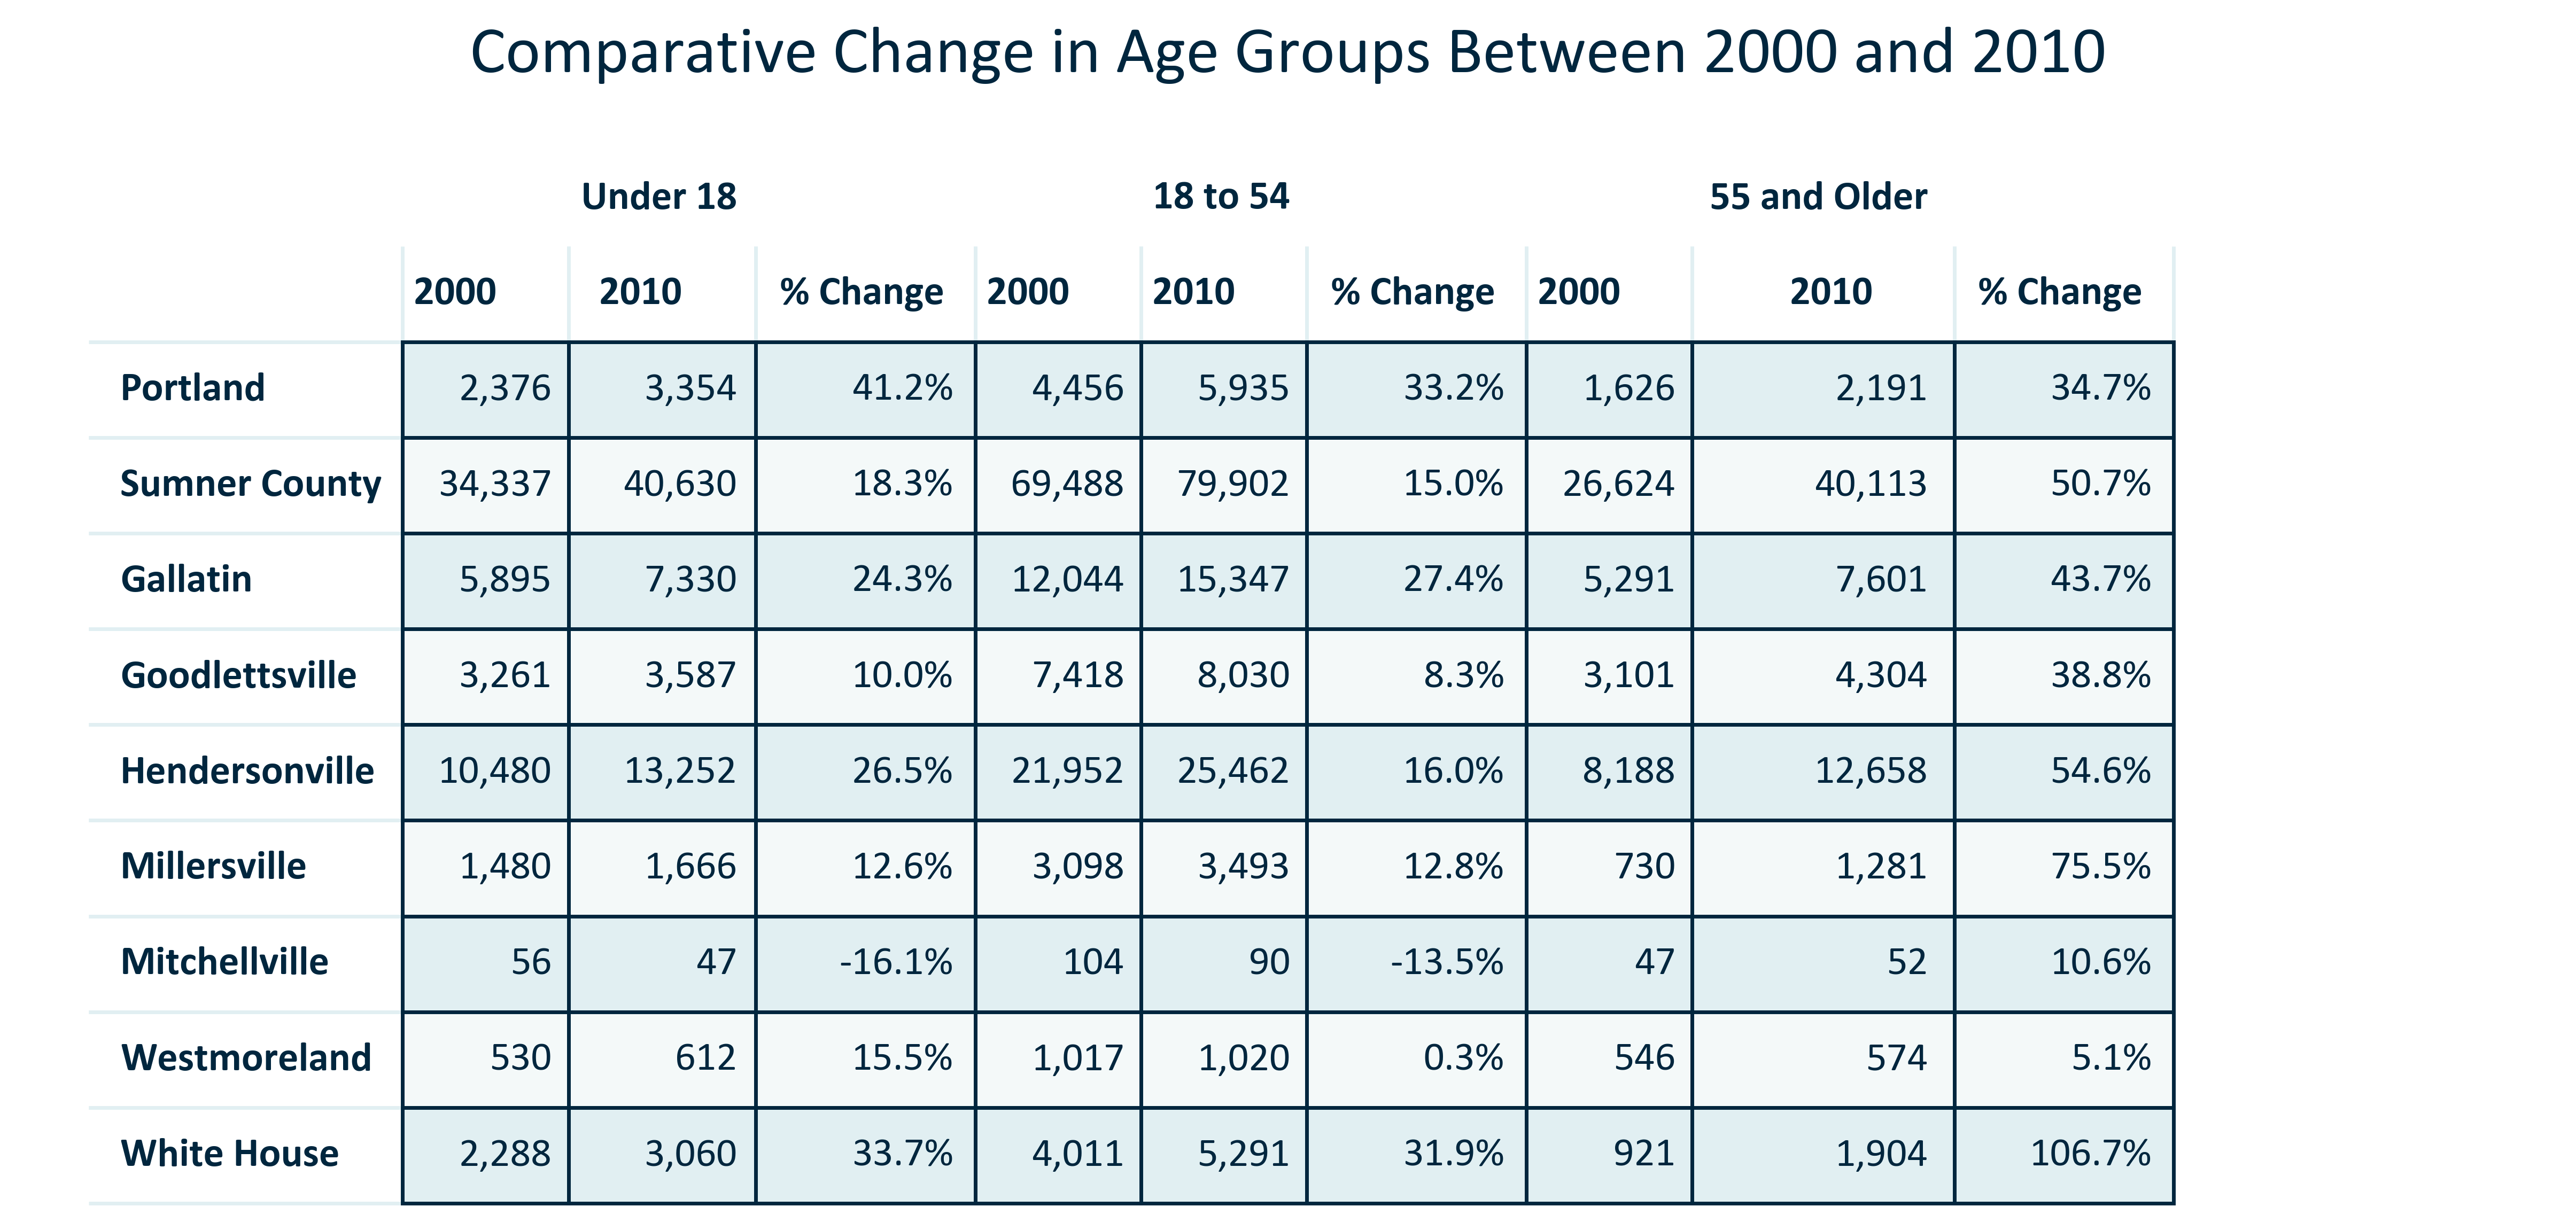 Comparative Change in Age Groups Between 2000 and 2010
Under 18 18 to 54 55 and Older
2000 2010 % Change 2000 2010 % Change 2000 2010 % Change
Portland 2,376 3,354 41.2% 4,456 5,935 33.2% 1,626 2,191 34.7%
Sumner County 34,337 40,630 18.3% 69,488 79,902 15.0% 26,624 40,113 50.7%
Gallatin 5,895 7,330 24.3% 12,044 15,347 27.4% 5,291 7,601 43.7%
Goodlettsville 3,261 3,587 10.0% 7,418 8,030 8.3% 3,101 4,304 38.8%
Hendersonville 10,480 13,252 26.5% 21,952 25,462 16.0% 8,188 12,658 54.6%
Millersville 1,480 1,666 12.6% 3,098 3,493 12.8% 730 1,281 75.5%
Mitchellville 56 47 -16.1% 104 90 -13.5% 47 52 10.6%
Westmoreland 530 612 15.5% 1,017 1,020 0.3% 546 574 5.1%
White House 2,288 3,060 33.7% 4,011 5,291 31.9% 921 1,904 106.7%